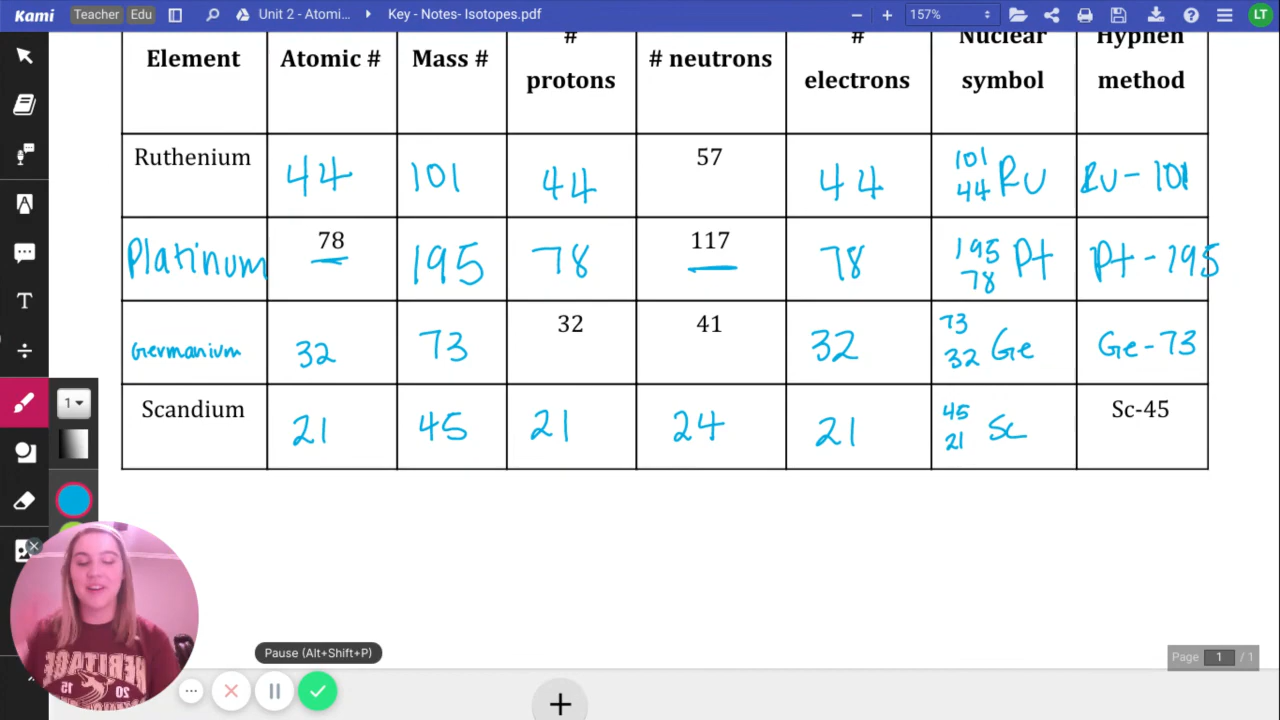 Kami Teacher Edu Unit 2 - Atomi... Key - Notes- Isotopes.pdf 157% LT
Element Atomic # Mass # # protons # neutrons # electrons Nuclear symbol Hyphen method
Ruthenium 44 101 44 57 44 101 44 Ru Ru - 101
Platinum 78 195 78 117 78 195 78 Pt Pt - 195
Germanium 32 73 32 41 32 73 32 Ge Ge - 73
Scandium 21 45 21 24 21 45 21 Sc Sc-45
T
1
HERITAGE
20 15
Pause (Alt+Shift+P)
Page 1 / 1